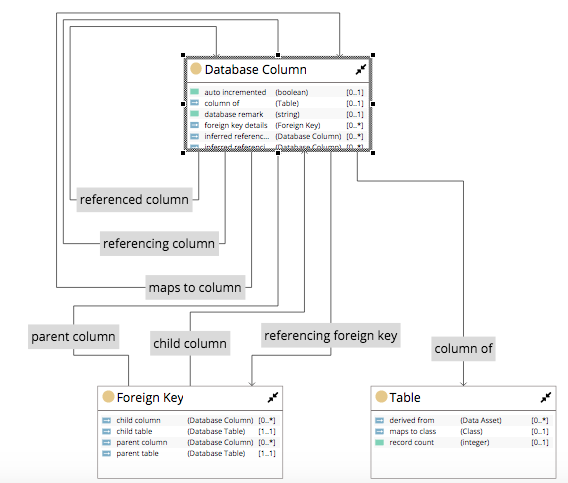 Database Column
auto incremented (boolean) [0..1]
column of (Table) [0..1]
database remark (string) [0..1]
foreign key details (Foreign Key) [0..*]
inferred referenc... (Database Column) [0..*]
inferred referenci... (Database Column) [0..*]
referenced column
referencing column
maps to column
parent column
child column
referencing foreign key
column of
Foreign Key
child column (Database Column) [0..*]
child table (Database Table) [1..1]
parent column (Database Column) [0..*]
parent table (Database Table) [1..1]
Table
derived from (Data Asset) [0..*]
maps to class (Class) [0..1]
record count (integer) [0..1]